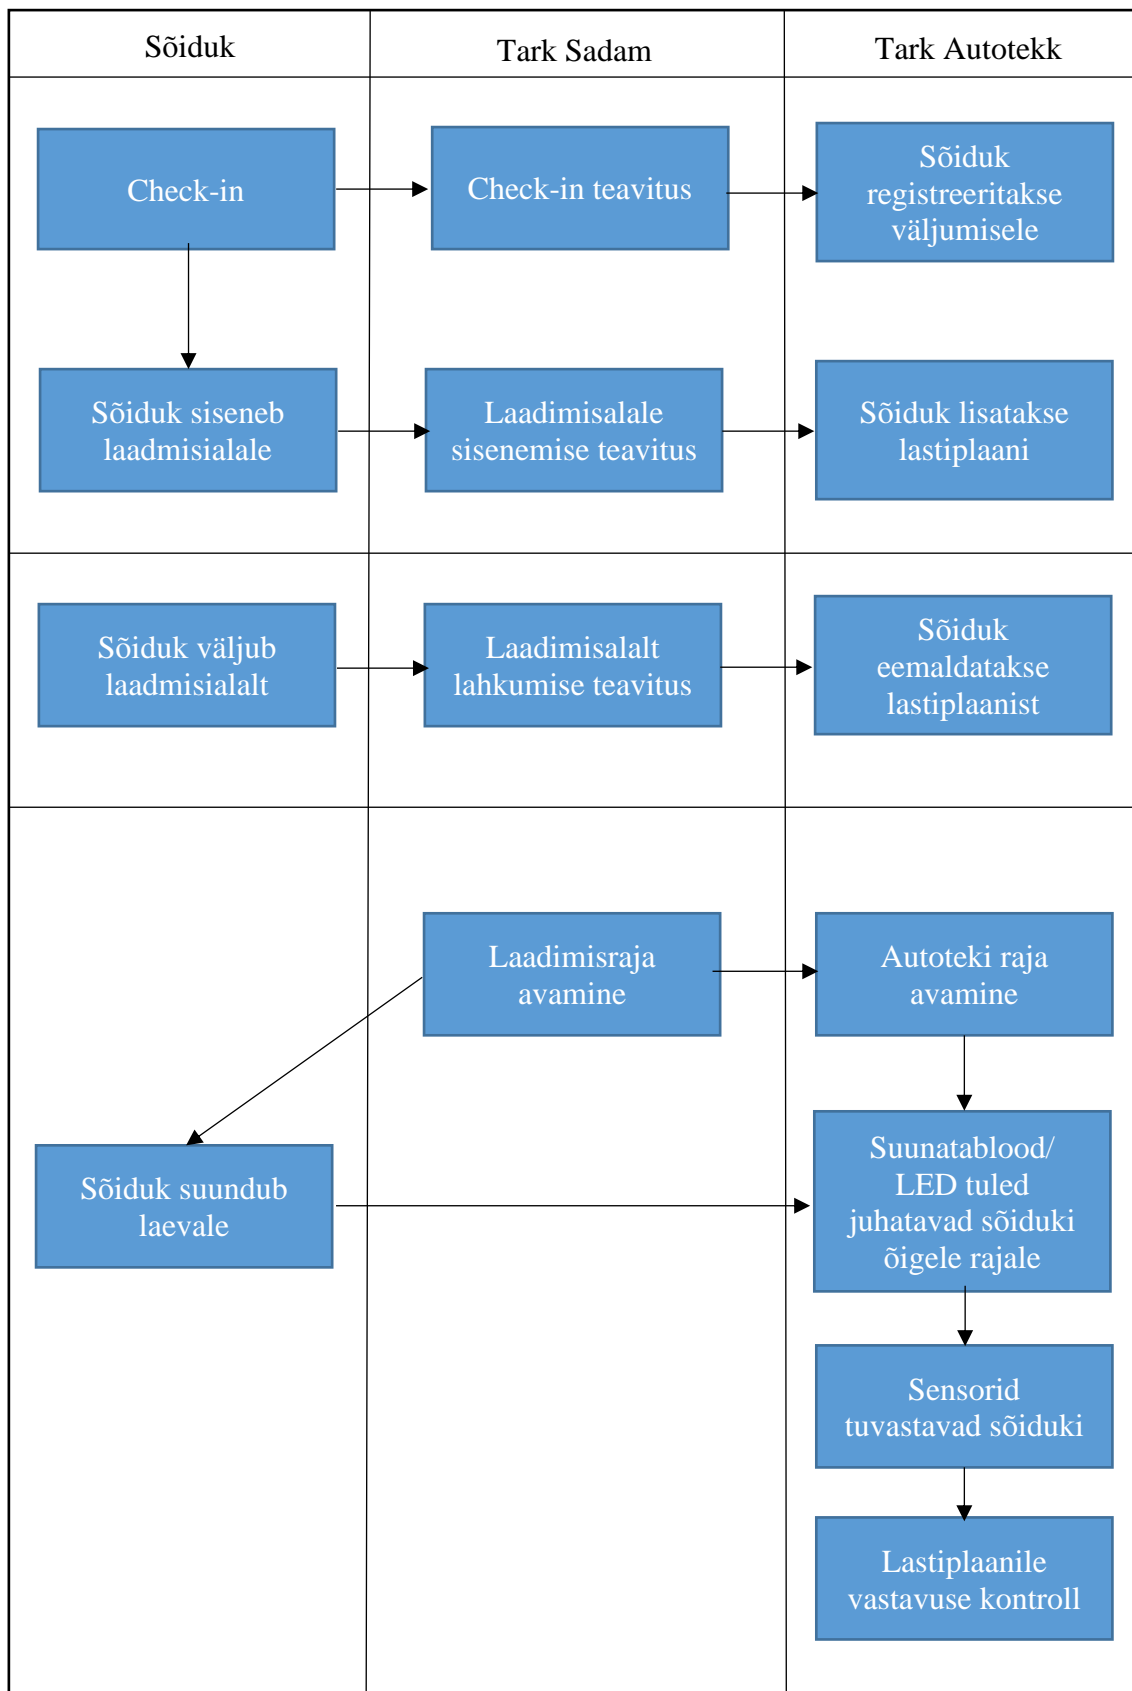 Sõiduk
Tark Sadam
Tark Autotekk
Check-in
Check-in teavitus
Sõiduk
registreeritakse
väljumisele
Sõiduk siseneb
laadmisialale
Laadimisalale
sisenemise teavitus
Sõiduk lisatakse
lastiplaani
Sõiduk väljub
laadmisialalt
Laadimisalalt
lahkumise teavitus
Sõiduk
eemaldatakse
lastiplaanist
Laadimisraja
avamine
Autoteki raja
avamine
Sõiduk suundub
laevale
Suunatablood/
LED tuled
juhatavad sõiduki
õigele rajale
Sensorid
tuvastavad sõiduki
Lastiplaanile
vastavuse kontroll